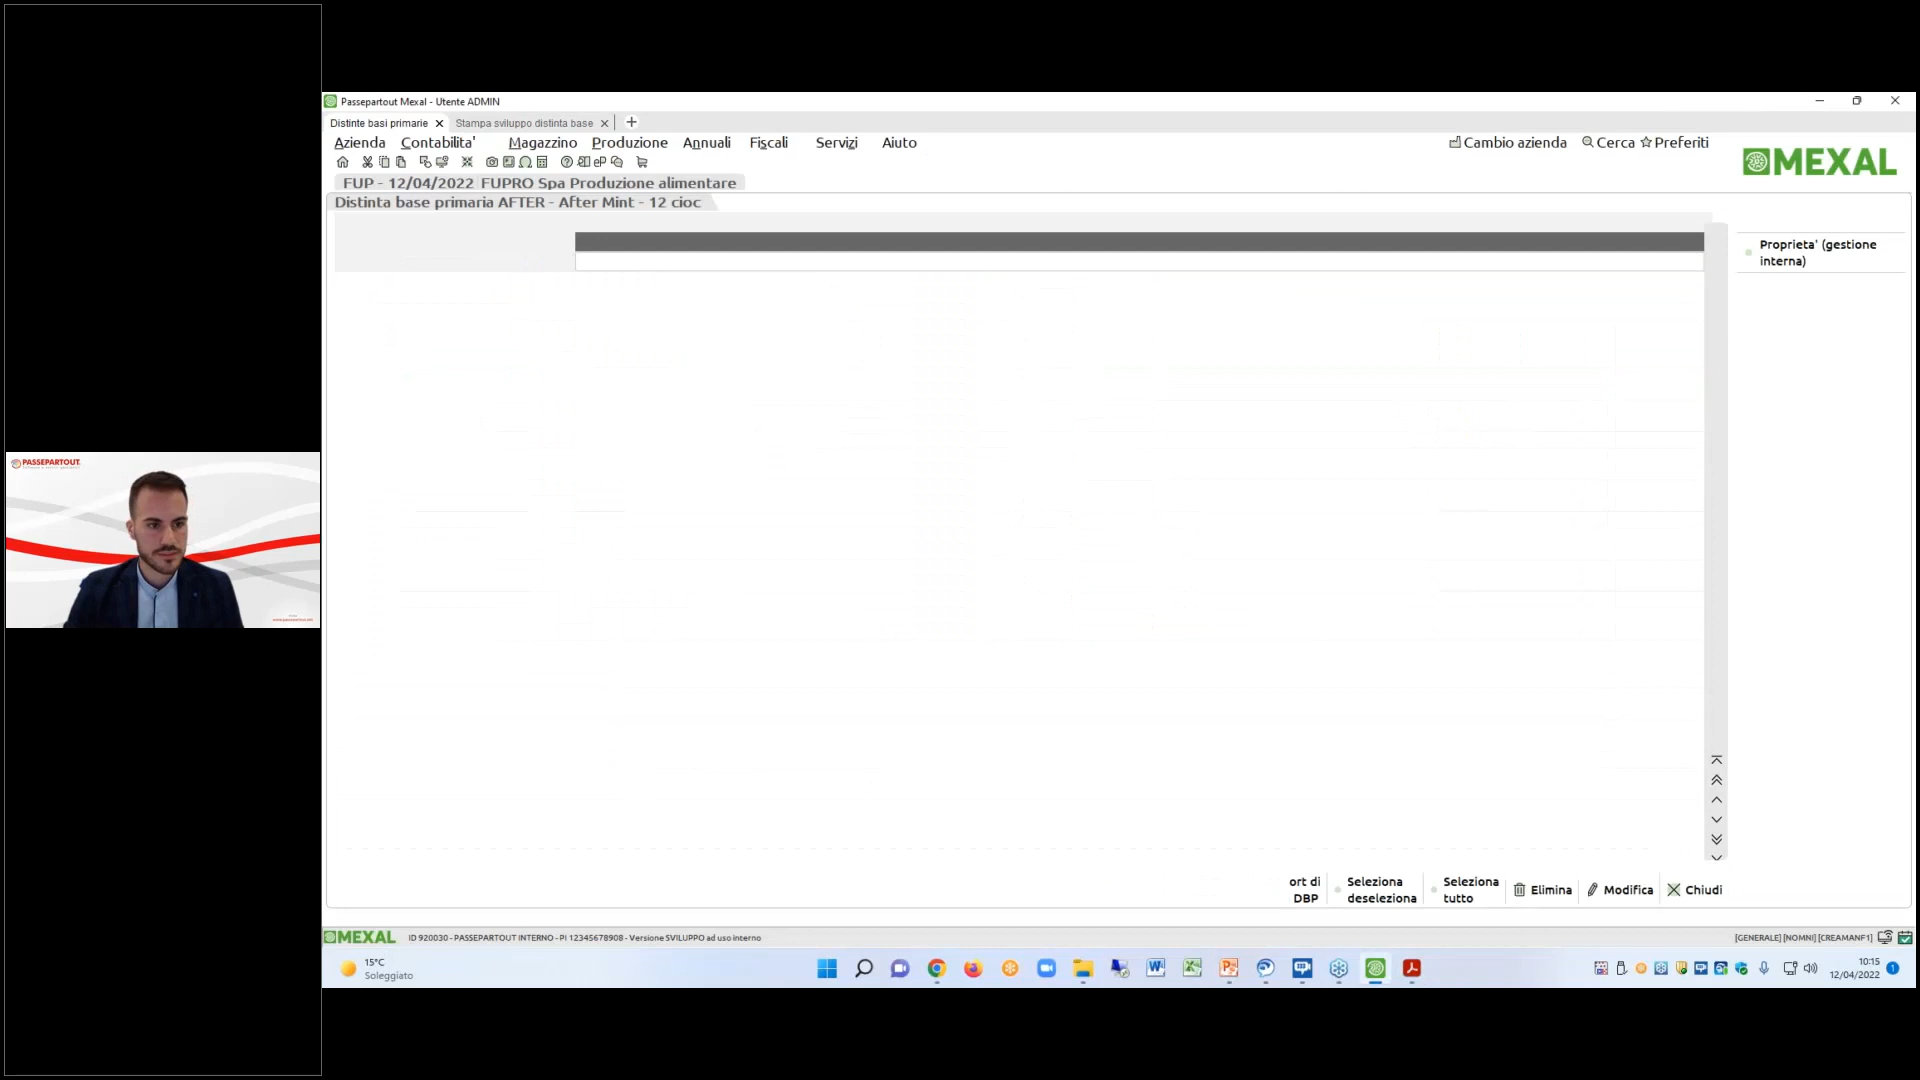 Passepartout Mexal - Utente ADMIN
Distinte basi primarie
Stampa sviluppo distinta base
Azienda Contabilita' Magazzino Produzione Annuali Fiscali Servizi Aiuto
Cambio azienda Cerca Preferiti
MEXAL
FUP - 12/04/2022 FUPRO Spa Produzione alimentare
Distinta base primaria AFTER - After Mint - 12 cioc
Proprieta' (gestione
interna)
PASSEPARTOUT
ort di
DBP
Seleziona
deseleziona
Seleziona
tutto
Elimina
Modifica
Chiudi
MEXAL
ID 920030 - PASSEPARTOUT INTERNO - PI 12345678908 - Versione SVILUPPO ad uso interno
[GENERALE] [NOMNI] [CREAMANF1]
15°C
Soleggiato
10:15
12/04/2022
1